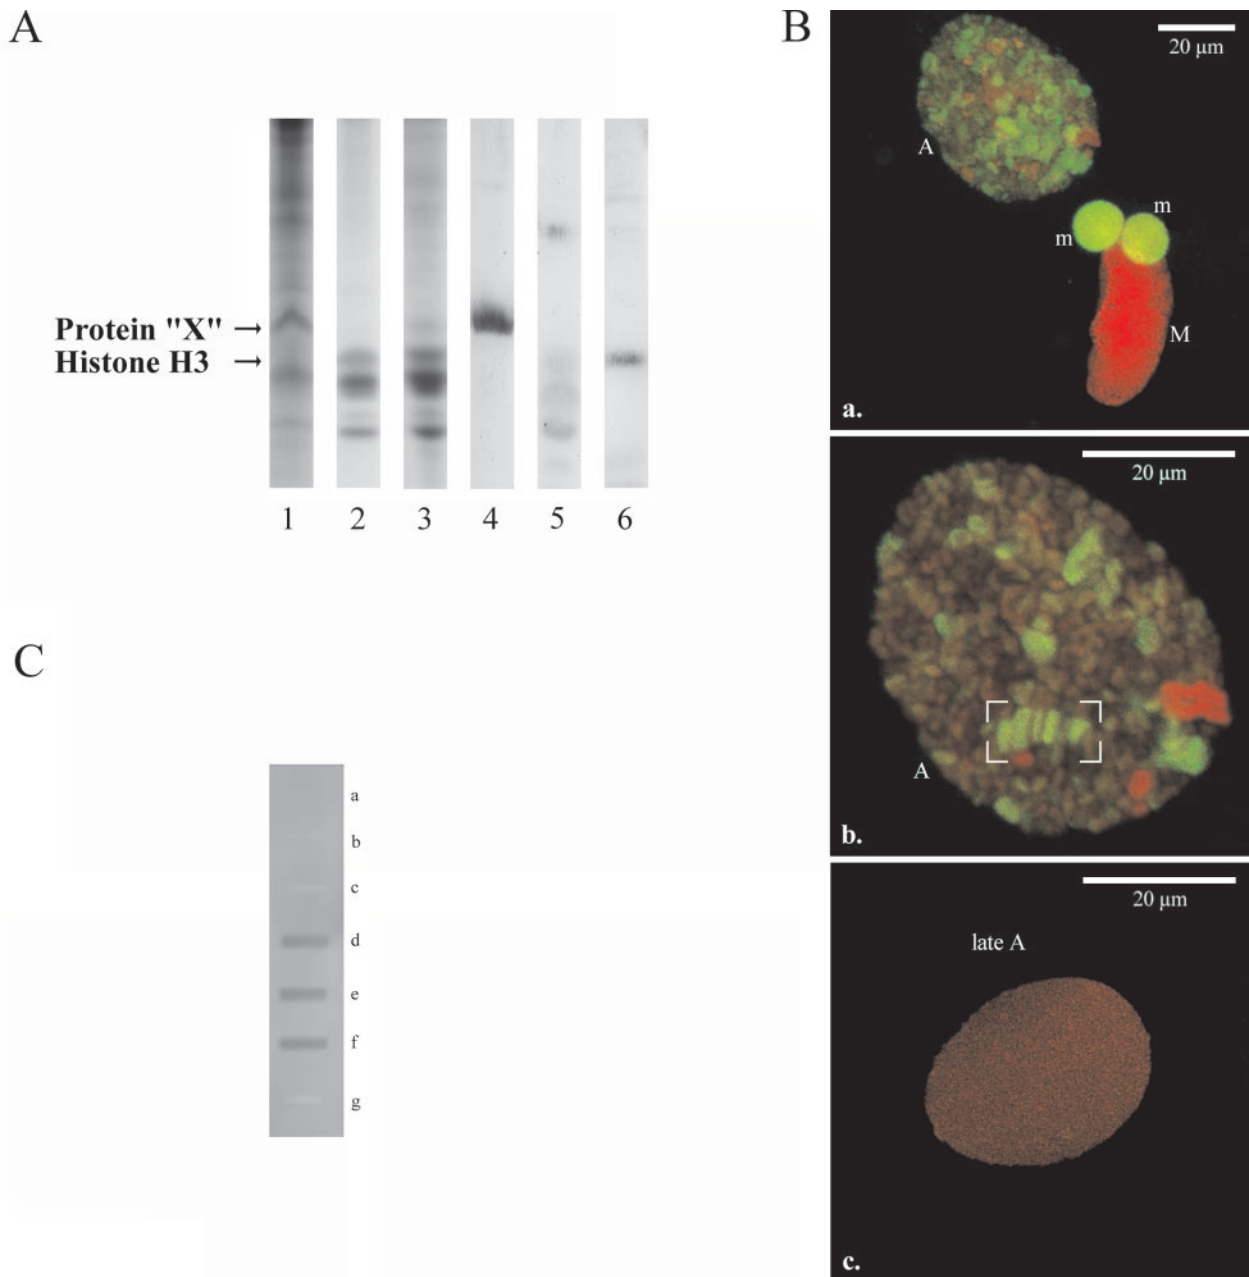 A
Protein "X" →
Histone H3 →
1 2 3 4 5 6
B
20 µm
A
m
m
M
a.
20 µm
A
b.
20 µm
late A
c.
C
a
b
c
d
e
f
g